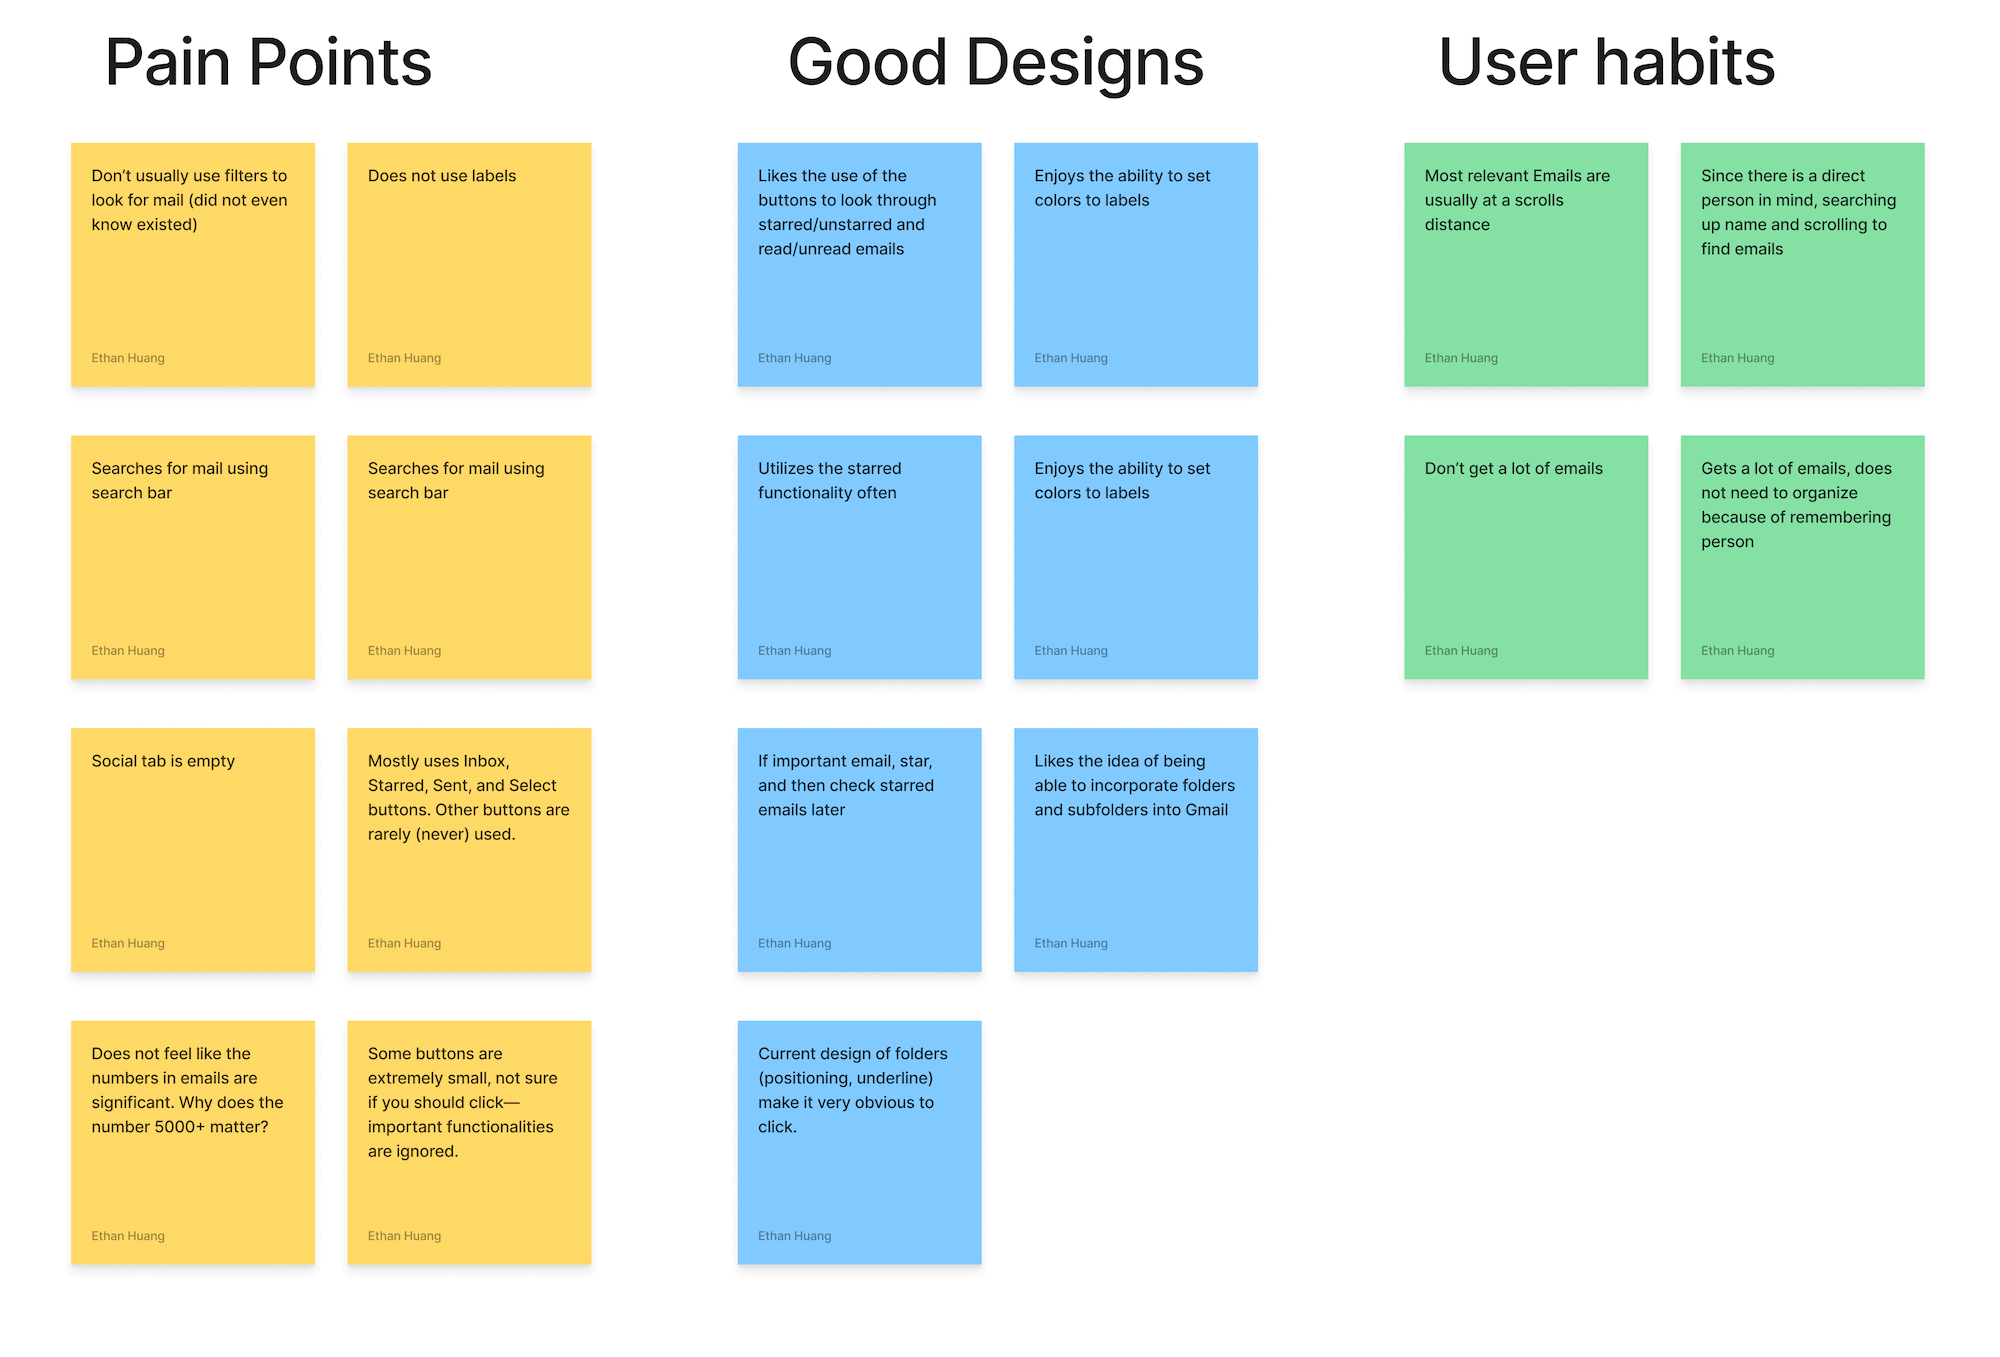 Pain Points
Don’t usually use filters to
look for mail (did not even
know existed)
Ethan Huang
Does not use labels
Ethan Huang
Searches for mail using
search bar
Ethan Huang
Searches for mail using
search bar
Ethan Huang
Social tab is empty
Ethan Huang
Mostly uses Inbox,
Starred, Sent, and Select
buttons. Other buttons are
rarely (never) used.
Ethan Huang
Does not feel like the
numbers in emails are
significant. Why does the
number 5000+ matter?
Ethan Huang
Some buttons are
extremely small, not sure
if you should click—
important functionalities
are ignored.
Ethan Huang
Good Designs
Likes the use of the
buttons to look through
starred/unstarred and
read/unread emails
Ethan Huang
Enjoys the ability to set
colors to labels
Ethan Huang
Utilizes the starred
functionality often
Ethan Huang
Enjoys the ability to set
colors to labels
Ethan Huang
If important email, star,
and then check starred
emails later
Ethan Huang
Likes the idea of being
able to incorporate folders
and subfolders into Gmail
Ethan Huang
Current design of folders
(positioning, underline)
make it very obvious to
click.
Ethan Huang
User habits
Most relevant Emails are
usually at a scrolls
distance
Ethan Huang
Since there is a direct
person in mind, searching
up name and scrolling to
find emails
Ethan Huang
Don’t get a lot of emails
Ethan Huang
Gets a lot of emails, does
not need to organize
because of remembering
person
Ethan Huang